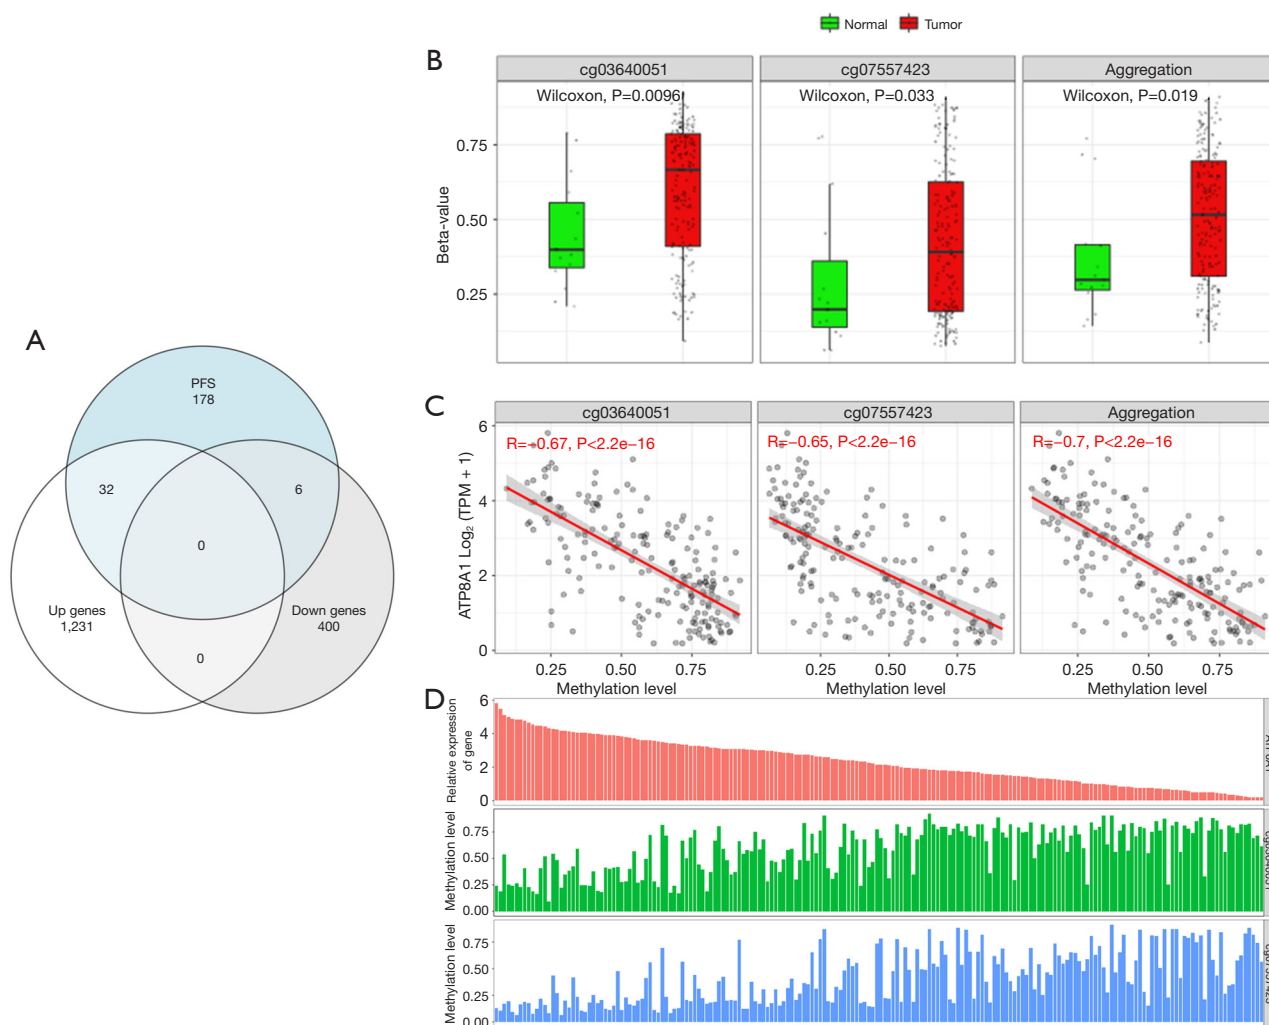 Normal Tumor
B
cg03640051 cg07557423 Aggregation
Wilcoxon, P=0.0096 Wilcoxon, P=0.033 Wilcoxon, P=0.019
Beta-value
0.75
0.50
0.25
A
PFS
178
32
6
0
Up genes
1,231
Down genes
400
0
C
cg03640051 cg07557423 Aggregation
R=−0.67, P<2.2e−16 R=−0.65, P<2.2e−16 R=−0.7, P<2.2e−16
ATP8A1 Log2 (TPM + 1)
6
4
2
0
0.25 0.50 0.75 0.25 0.50 0.75 0.25 0.50 0.75
Methylation level Methylation level Methylation level
D
Relative expression
of gene
6
4
2
0
Methylation level
0.75
0.50
0.25
0.00
Methylation level
0.75
0.50
0.25
0.00